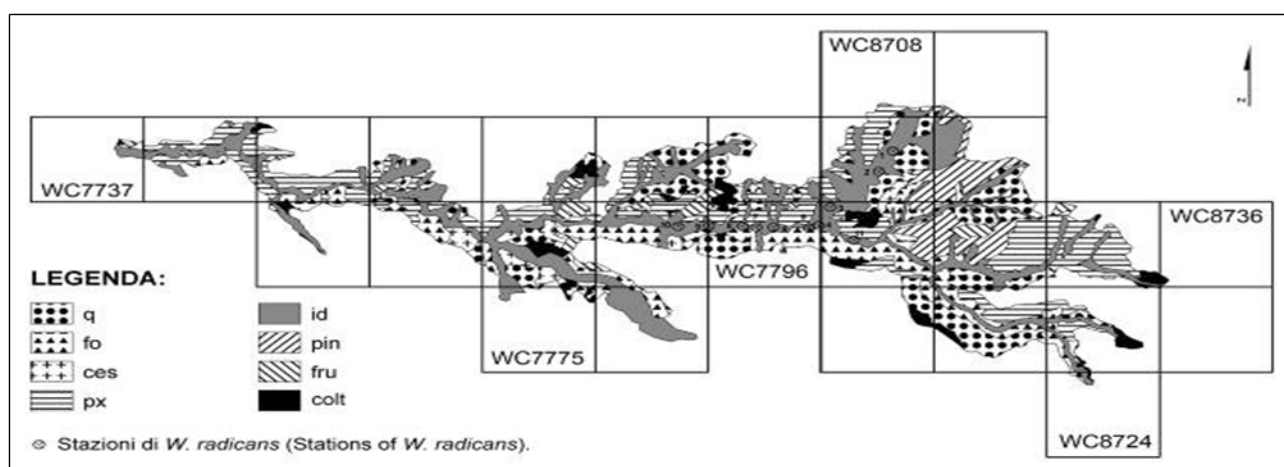 WC8708
N
WC7737
WC8736
WC7796
WC7775
WC8724
LEGENDA:
q
id
fo
pin
ces
fru
px
colt
Stazioni di W. radicans (Stations of W. radicans).